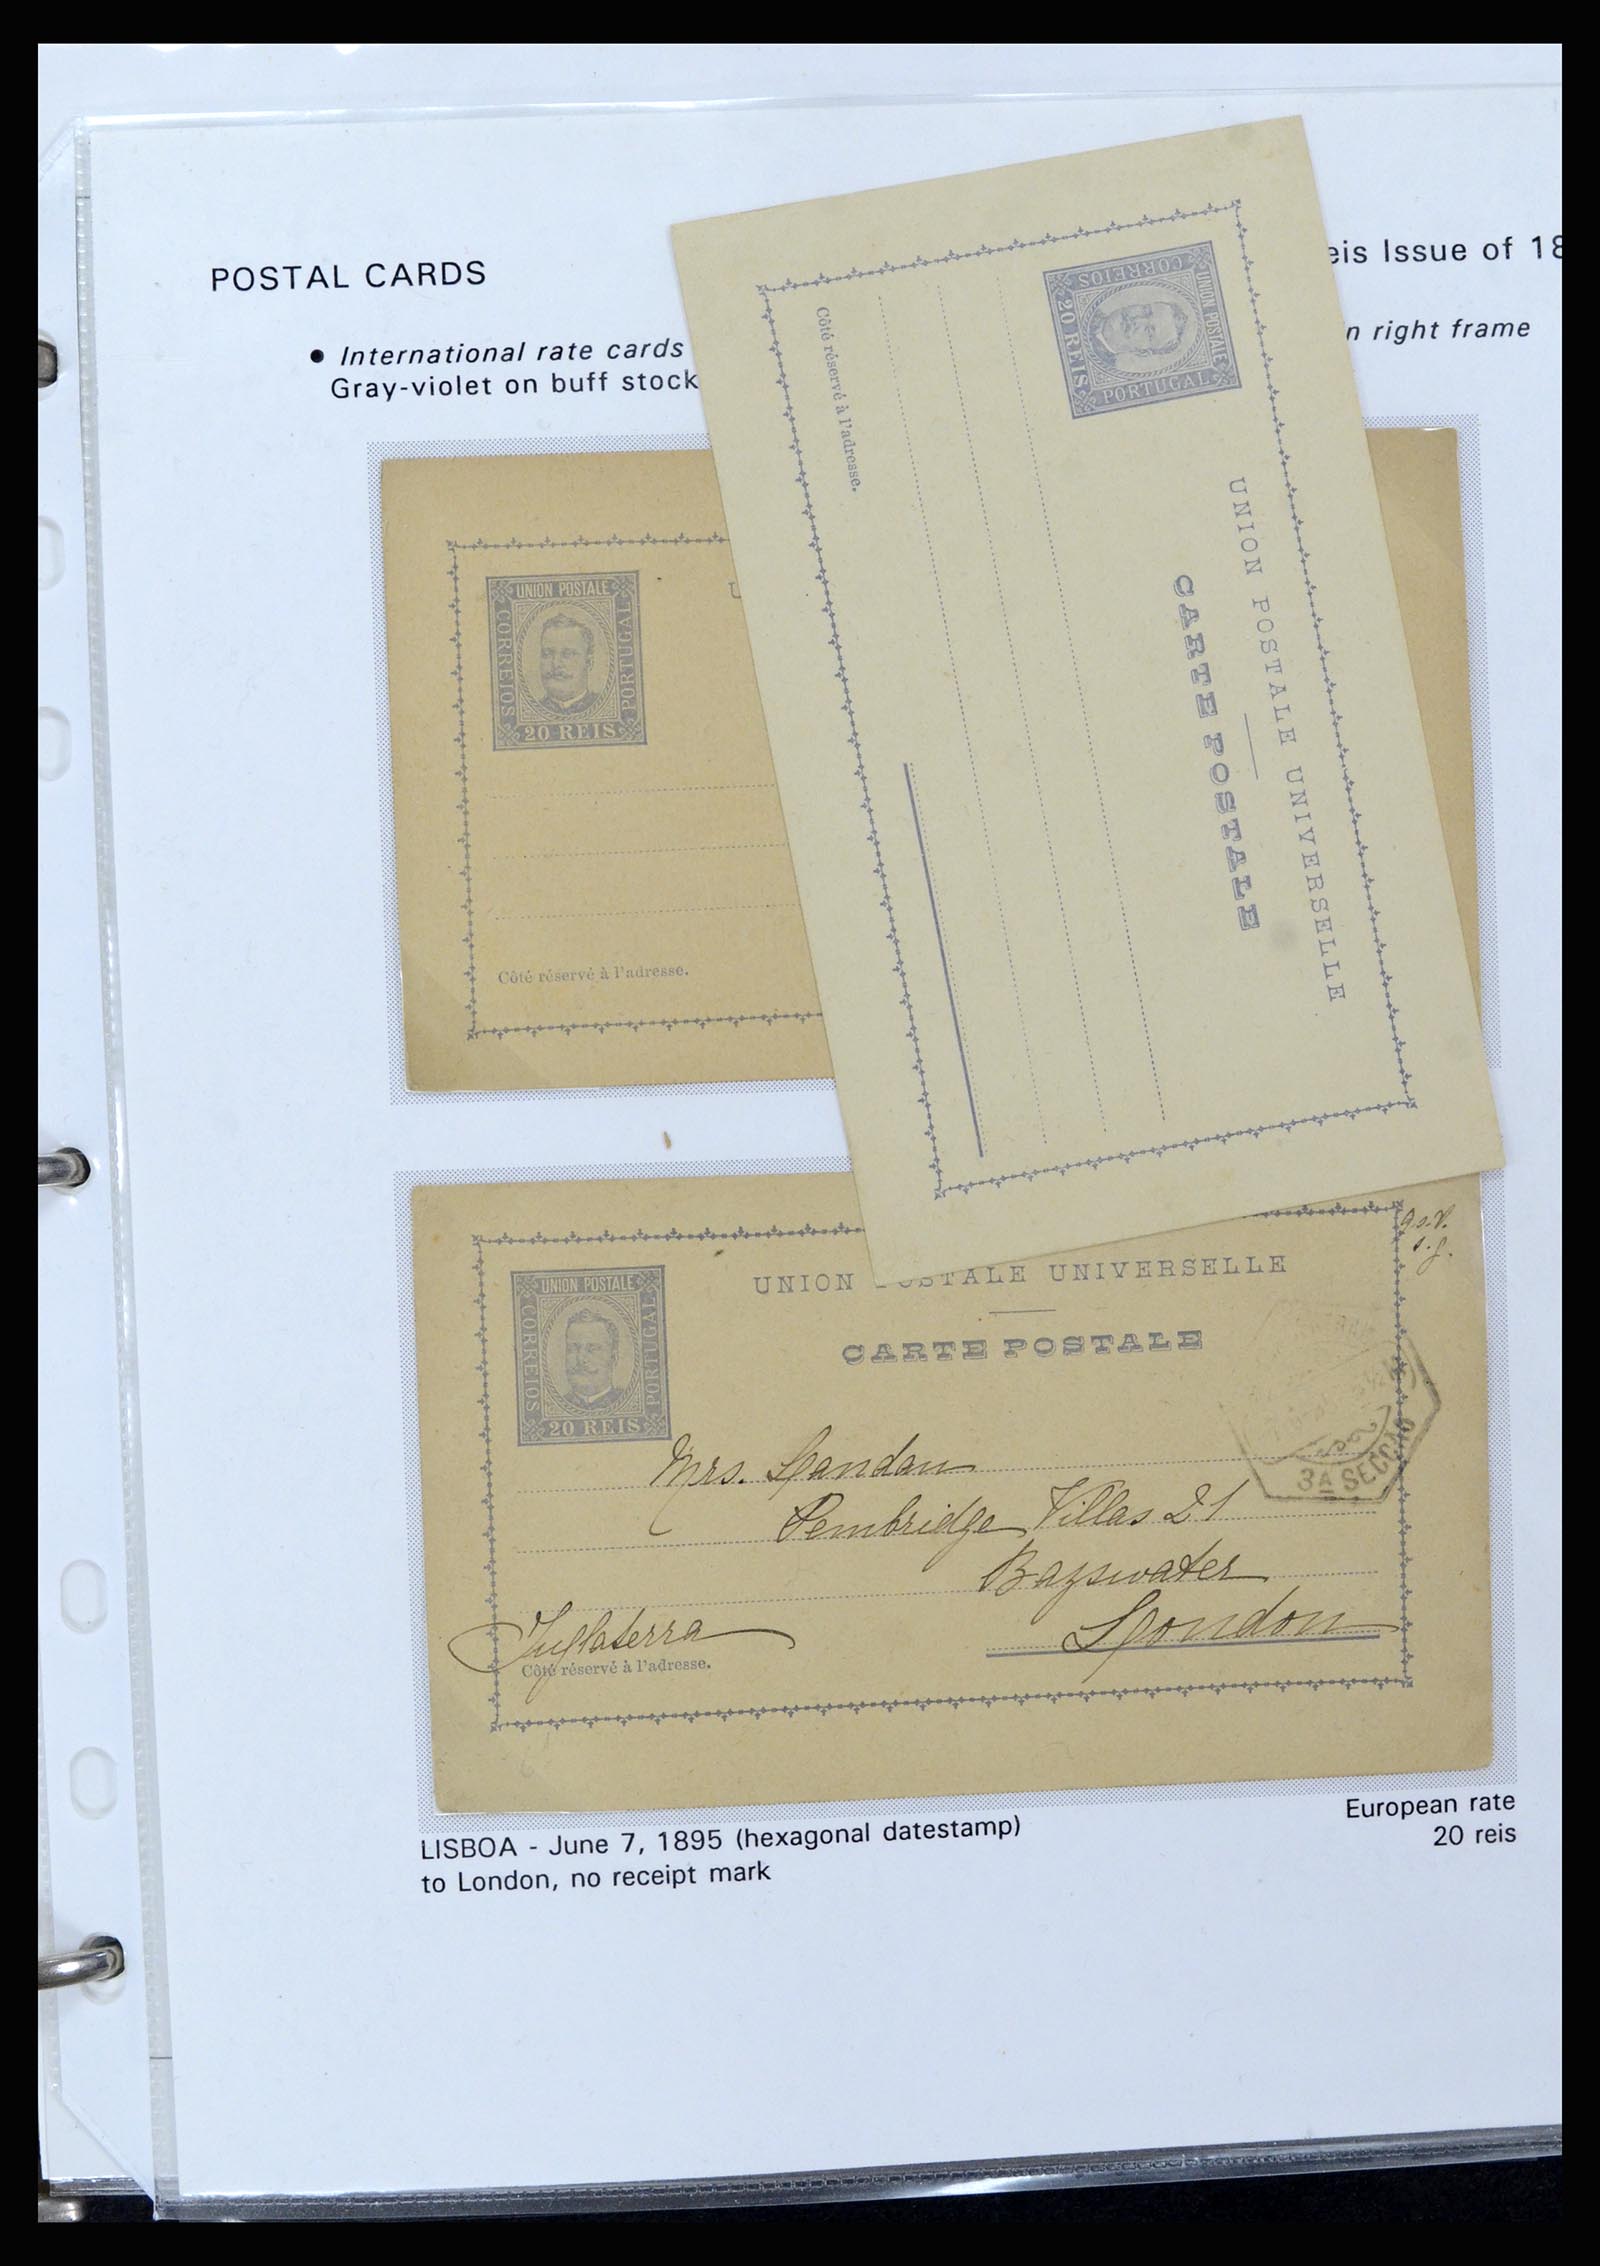 POSTAL CARDS
eis Issue of 18
• International rate cards
n right frame
Gray-violet on buff stock
UNION POSTALE
CORREIOS
PORTUGAL
20 REIS
UNION POSTALE UNIVERSELLE
CARTE POSTALE
Côté réservé à l'adresse.
UNION POSTALE
CORREIOS
PORTUGAL
20 REIS
U
Côté réservé à l'adresse.
UNION POSTALE UNIVERSELLE
CARTE POSTALE
UNION POSTALE
CORREIOS
PORTUGAL
20 REIS
3A SECCAO
Mrs.
Pembridge Villas 21
Bayswater
London
Inglaterra
Côté réservé à l'adresse.
LISBOA - June 7, 1895 (hexagonal datestamp)
to London, no receipt mark
European rate
20 reis